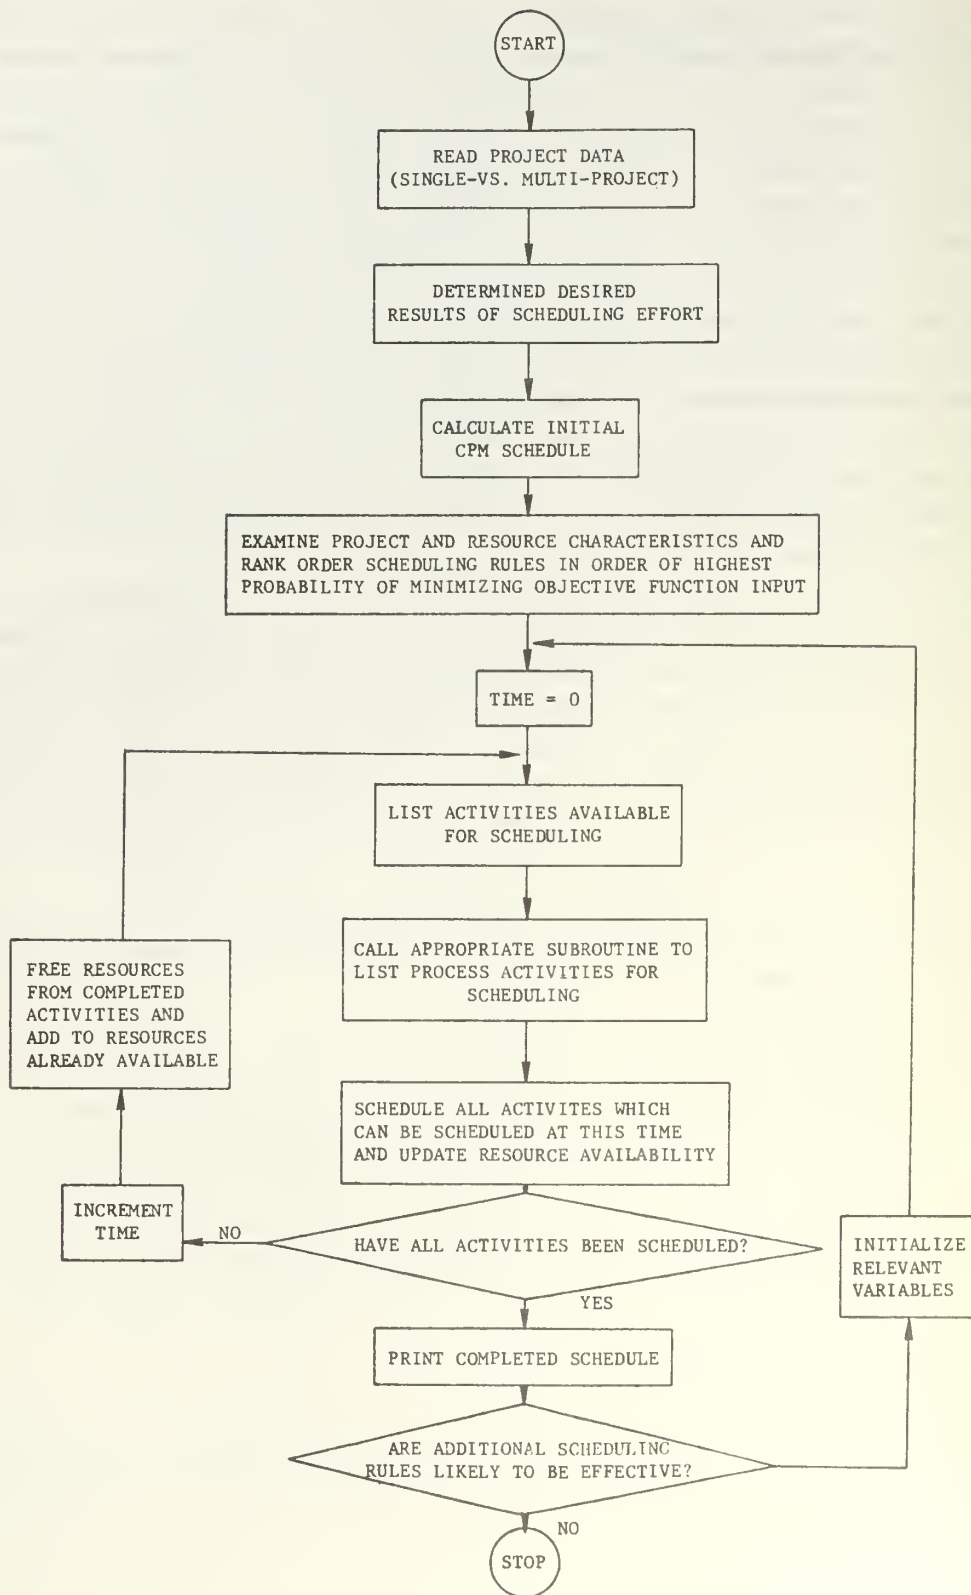 START
READ PROJECT DATA
(SINGLE-VS. MULTI-PROJECT)
DETERMINED DESIRED
RESULTS OF SCHEDULING EFFORT
CALCULATE INITIAL
CPM SCHEDULE
EXAMINE PROJECT AND RESOURCE CHARACTERISTICS AND
RANK ORDER SCHEDULING RULES IN ORDER OF HIGHEST
PROBABILITY OF MINIMIZING OBJECTIVE FUNCTION INPUT
TIME = 0
LIST ACTIVITIES AVAILABLE
FOR SCHEDULING
CALL APPROPRIATE SUBROUTINE TO
LIST PROCESS ACTIVITIES FOR
SCHEDULING
FREE RESOURCES
FROM COMPLETED
ACTIVITIES AND
ADD TO RESOURCES
ALREADY AVAILABLE
SCHEDULE ALL ACTIVITES WHICH
CAN BE SCHEDULED AT THIS TIME
AND UPDATE RESOURCE AVAILABILITY
INCREMENT
TIME
NO
HAVE ALL ACTIVITIES BEEN SCHEDULED?
INITIALIZE
RELEVANT
VARIABLES
YES
PRINT COMPLETED SCHEDULE
ARE ADDITIONAL SCHEDULING
RULES LIKELY TO BE EFFECTIVE?
NO
STOP